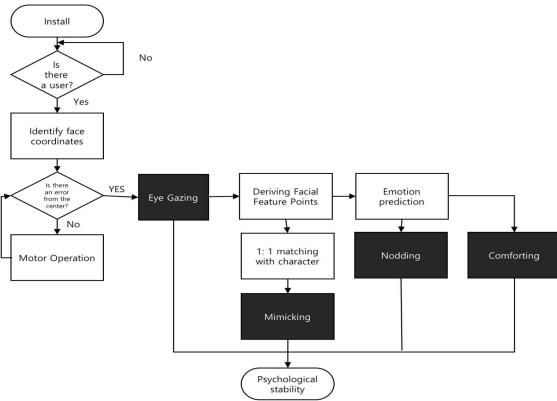 Install
No
Is
there
a user?
Yes
Identify face
coordinates
Is there
an error
from the
center?
YES
No
Motor Operation
Eye Gazing
Deriving Facial
Feature Points
Emotion
prediction
1: 1 matching
with character
Nodding
Comforting
Mimicking
Psychological
stability